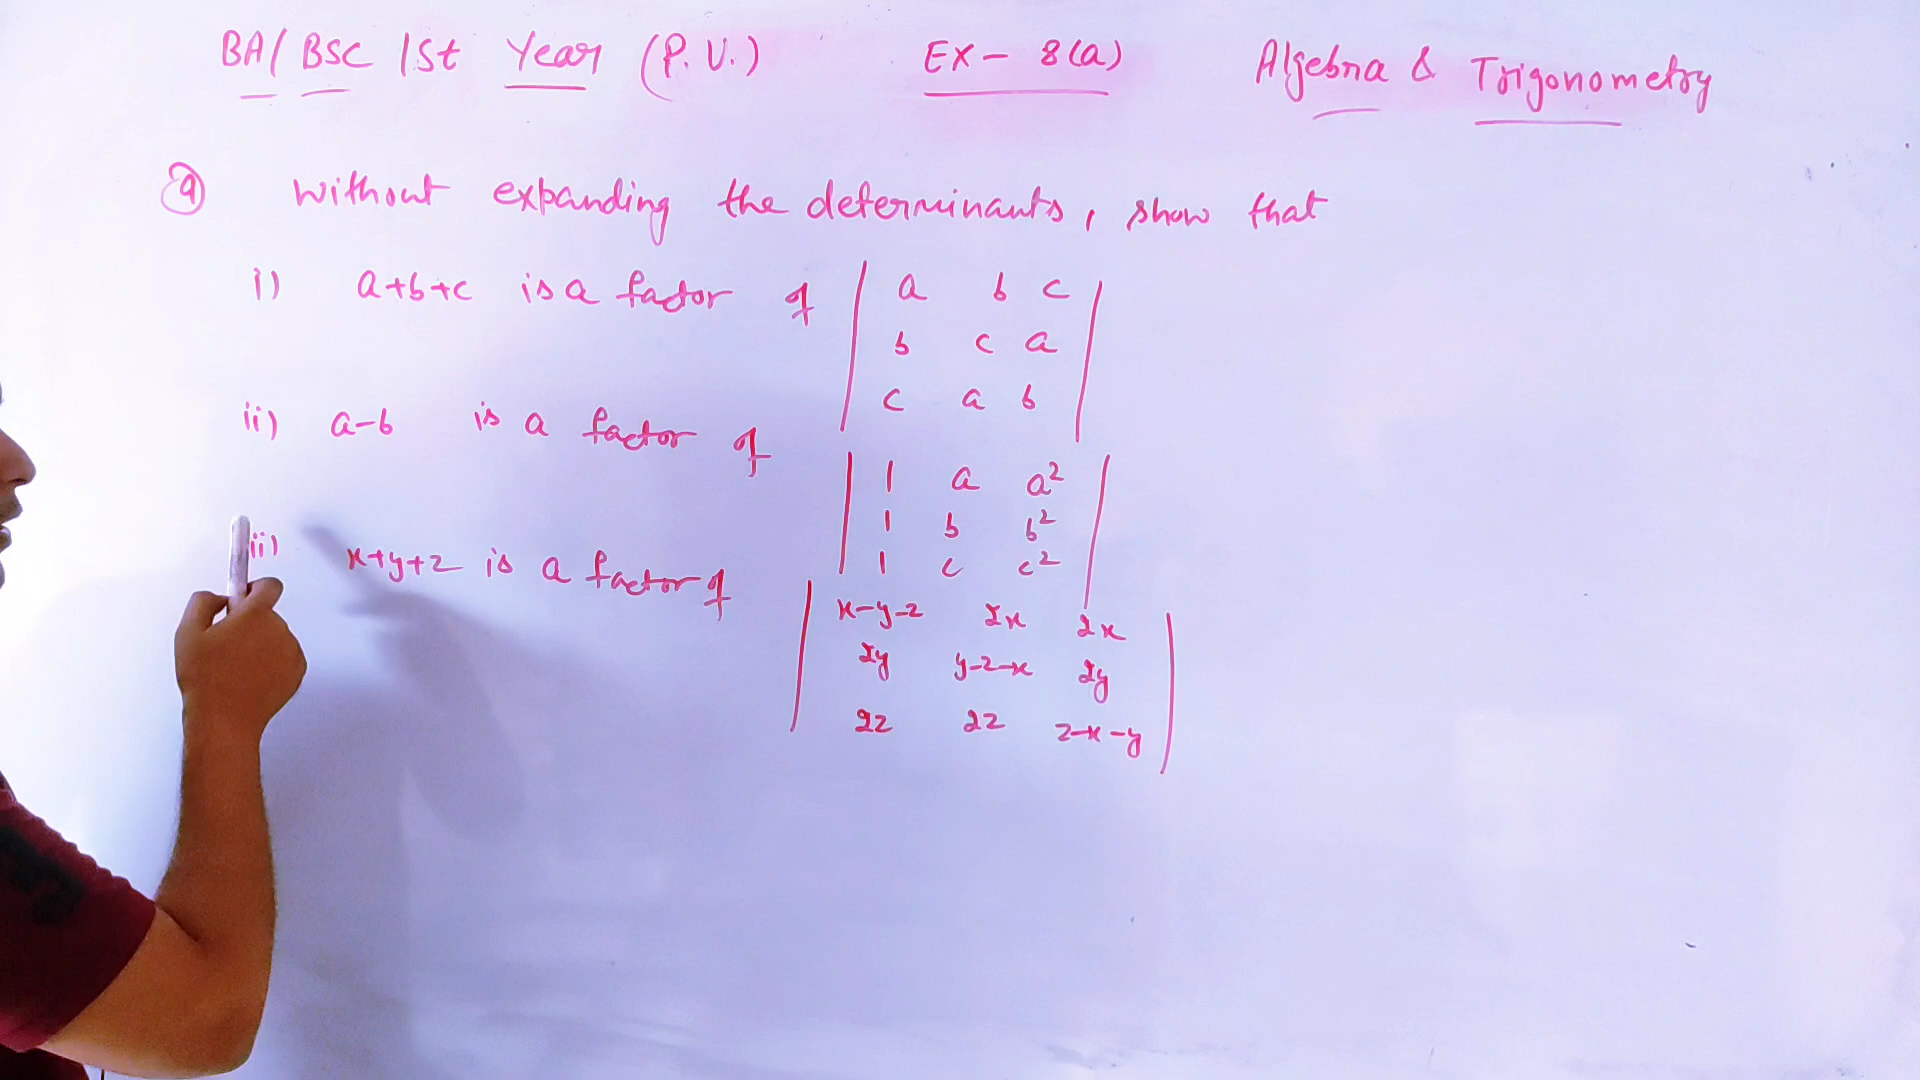 BA/ BSC 1St Year (P.U.) EX- 8(a) Algebra & Trigonometry
9 Without expanding the determinants, show that
i) a+b+c is a factor of | a b c |
b c a
c a b
ii) a-b is a factor of
| 1 a a² |
1 b b²
ii) x+y+z is a factor of
1 c c²
| x-y-z 2x 2x |
2y y-z-x 2y
2z 2z z-x-y